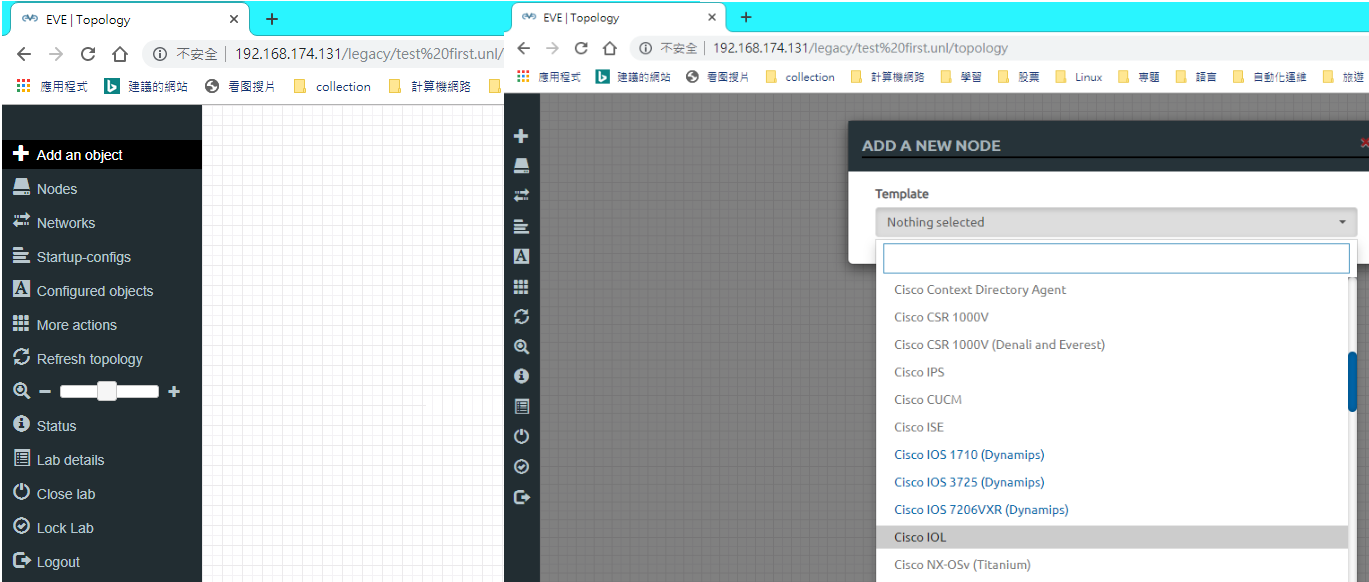 EVE | Topology
不安全 | 192.168.174.131/legacy/test%20first.unl/
應用程式 建議的網站 看图搜片 collection 計算機網路
Add an object
Nodes
Networks
Startup-configs
Configured objects
More actions
Refresh topology
Status
Lab details
Close lab
Lock Lab
Logout
EVE | Topology
不安全 | 192.168.174.131/legacy/test%20first.unl/topology
應用程式 建議的網站 看图搜片 collection 計算機網路 學習 股票 Linux 專題 語言 自動化運維 旅遊
ADD A NEW NODE
Template
Nothing selected
Cisco Context Directory Agent
Cisco CSR 1000V
Cisco CSR 1000V (Denali and Everest)
Cisco IPS
Cisco CUCM
Cisco ISE
Cisco IOS 1710 (Dynamips)
Cisco IOS 3725 (Dynamips)
Cisco IOS 7206VXR (Dynamips)
Cisco IOL
Cisco NX-OSv (Titanium)